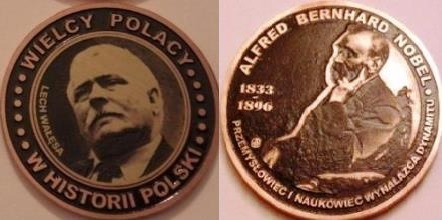 WIELCY POLACY
LECH WAŁĘSA
W HISTORII POLSKI
ALFRED BERNHARD NOBEL
1833
-
1896
PRZEMYSŁOWIEC I NAUKOWIEC WYNALAZCA DYNAMITU